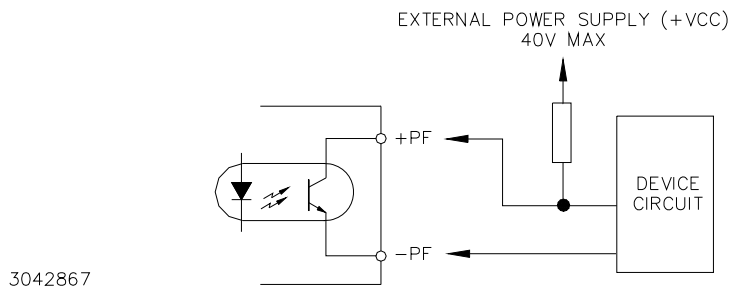 EXTERNAL POWER SUPPLY (+VCC)
40V MAX
+PF
DEVICE
CIRCUIT
-PF
3042867